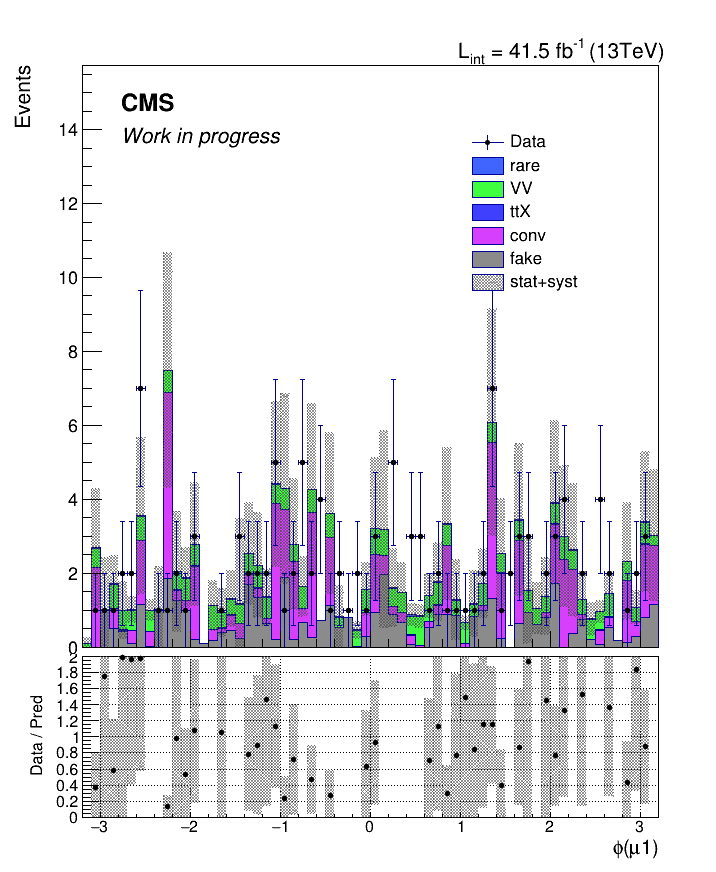 L_int = 41.5 fb^-1 (13TeV)
Events
CMS
Work in progress
14
12
10
8
6
4
2
0
Data
rare
VV
ttX
conv
fake
stat+syst
Data / Pred
2
1.8
1.6
1.4
1.2
1
0.8
0.6
0.4
0.2
0
−3 −2 −1 0 1 2 3
ϕ(μ1)